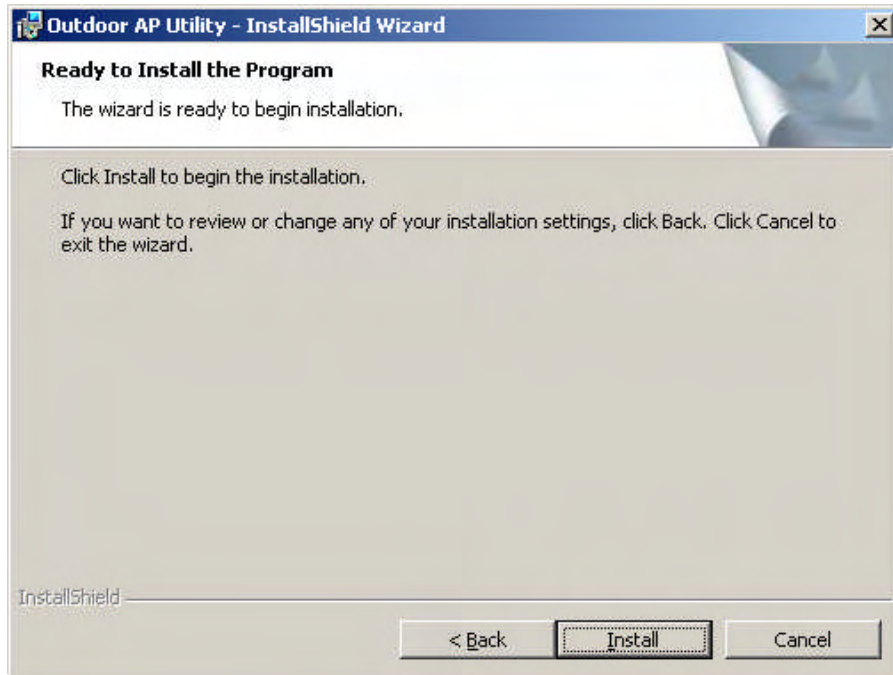 Outdoor AP Utility - InstallShield Wizard
Ready to Install the Program
The wizard is ready to begin installation.
Click Install to begin the installation.
If you want to review or change any of your installation settings, click Back. Click Cancel to
exit the wizard.
InstallShield
< Back Install Cancel